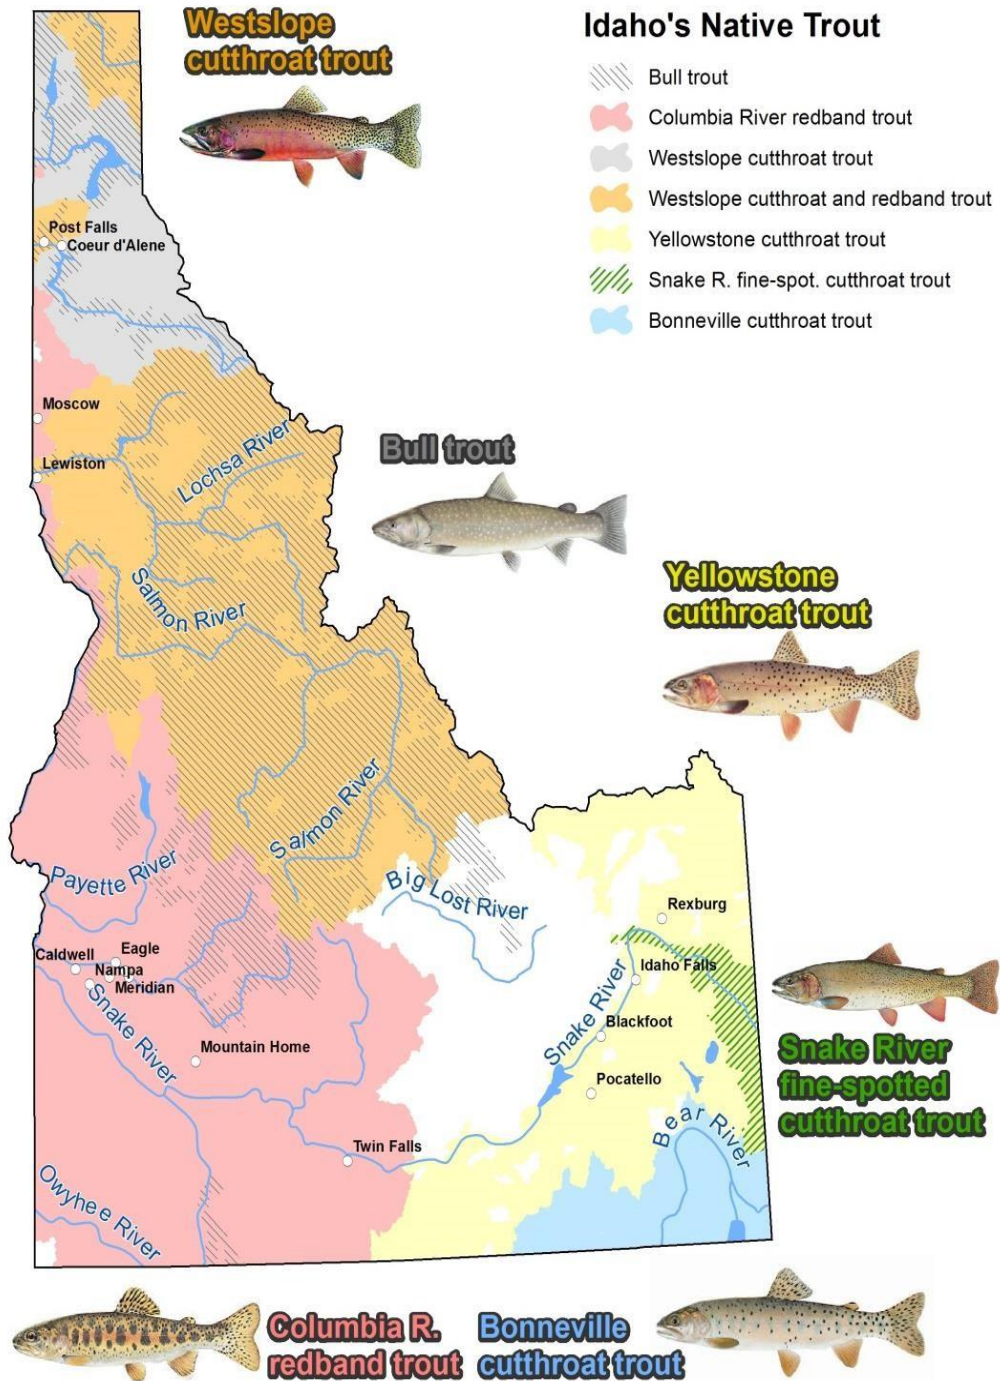 Westslope
cutthroat trout
Idaho's Native Trout
Bull trout
Columbia River redband trout
Westslope cutthroat trout
Westslope cutthroat and redband trout
Yellowstone cutthroat trout
Snake R. fine-spot. cutthroat trout
Bonneville cutthroat trout
Post Falls
Coeur d'Alene
Moscow
Lewiston
Lochsa River
Bull trout
Salmon River
Yellowstone
cutthroat trout
Salmon River
Payette River
Big Lost River
Rexburg
Caldwell
Eagle
Nampa
Meridian
Idaho Falls
Snake River
Snake River
Blackfoot
Mountain Home
Pocatello
Snake River
fine-spotted
cutthroat trout
Bear River
Twin Falls
Owyhee River
Columbia R.
redband trout
Bonneville
cutthroat trout